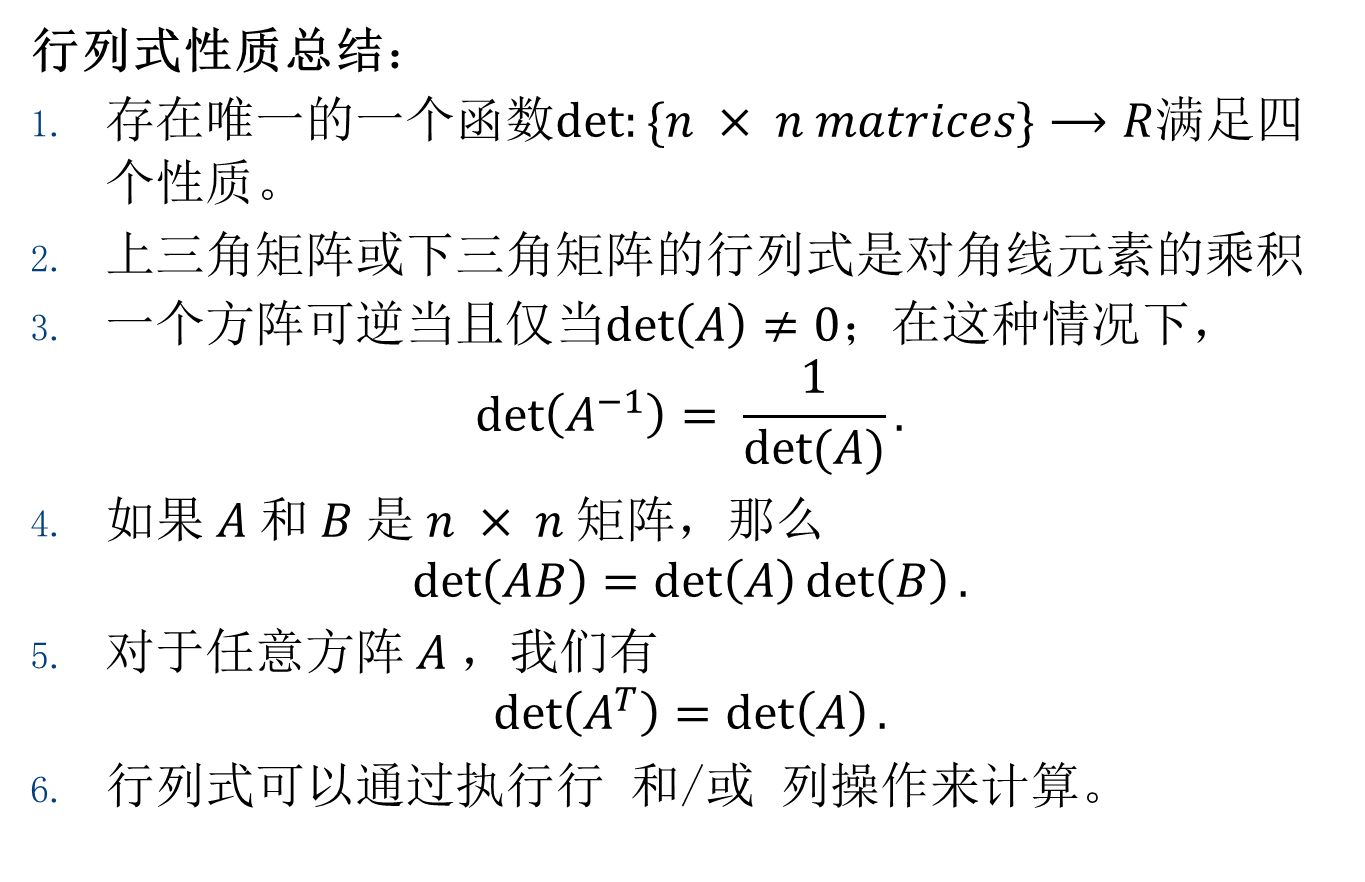 行列式性质总结：
1. 存在唯一的一个函数det: {n × n matrices} ⟶ R满足四
个性质。
2. 上三角矩阵或下三角矩阵的行列式是对角线元素的乘积
3. 一个方阵可逆当且仅当det(A) ≠ 0；在这种情况下，
det(A⁻¹) = 1/det(A).
4. 如果 A 和 B 是 n × n 矩阵，那么
det(AB) = det(A) det(B).
5. 对于任意方阵 A ，我们有
det(Aᵀ) = det(A).
6. 行列式可以通过执行行 和/或 列操作来计算。